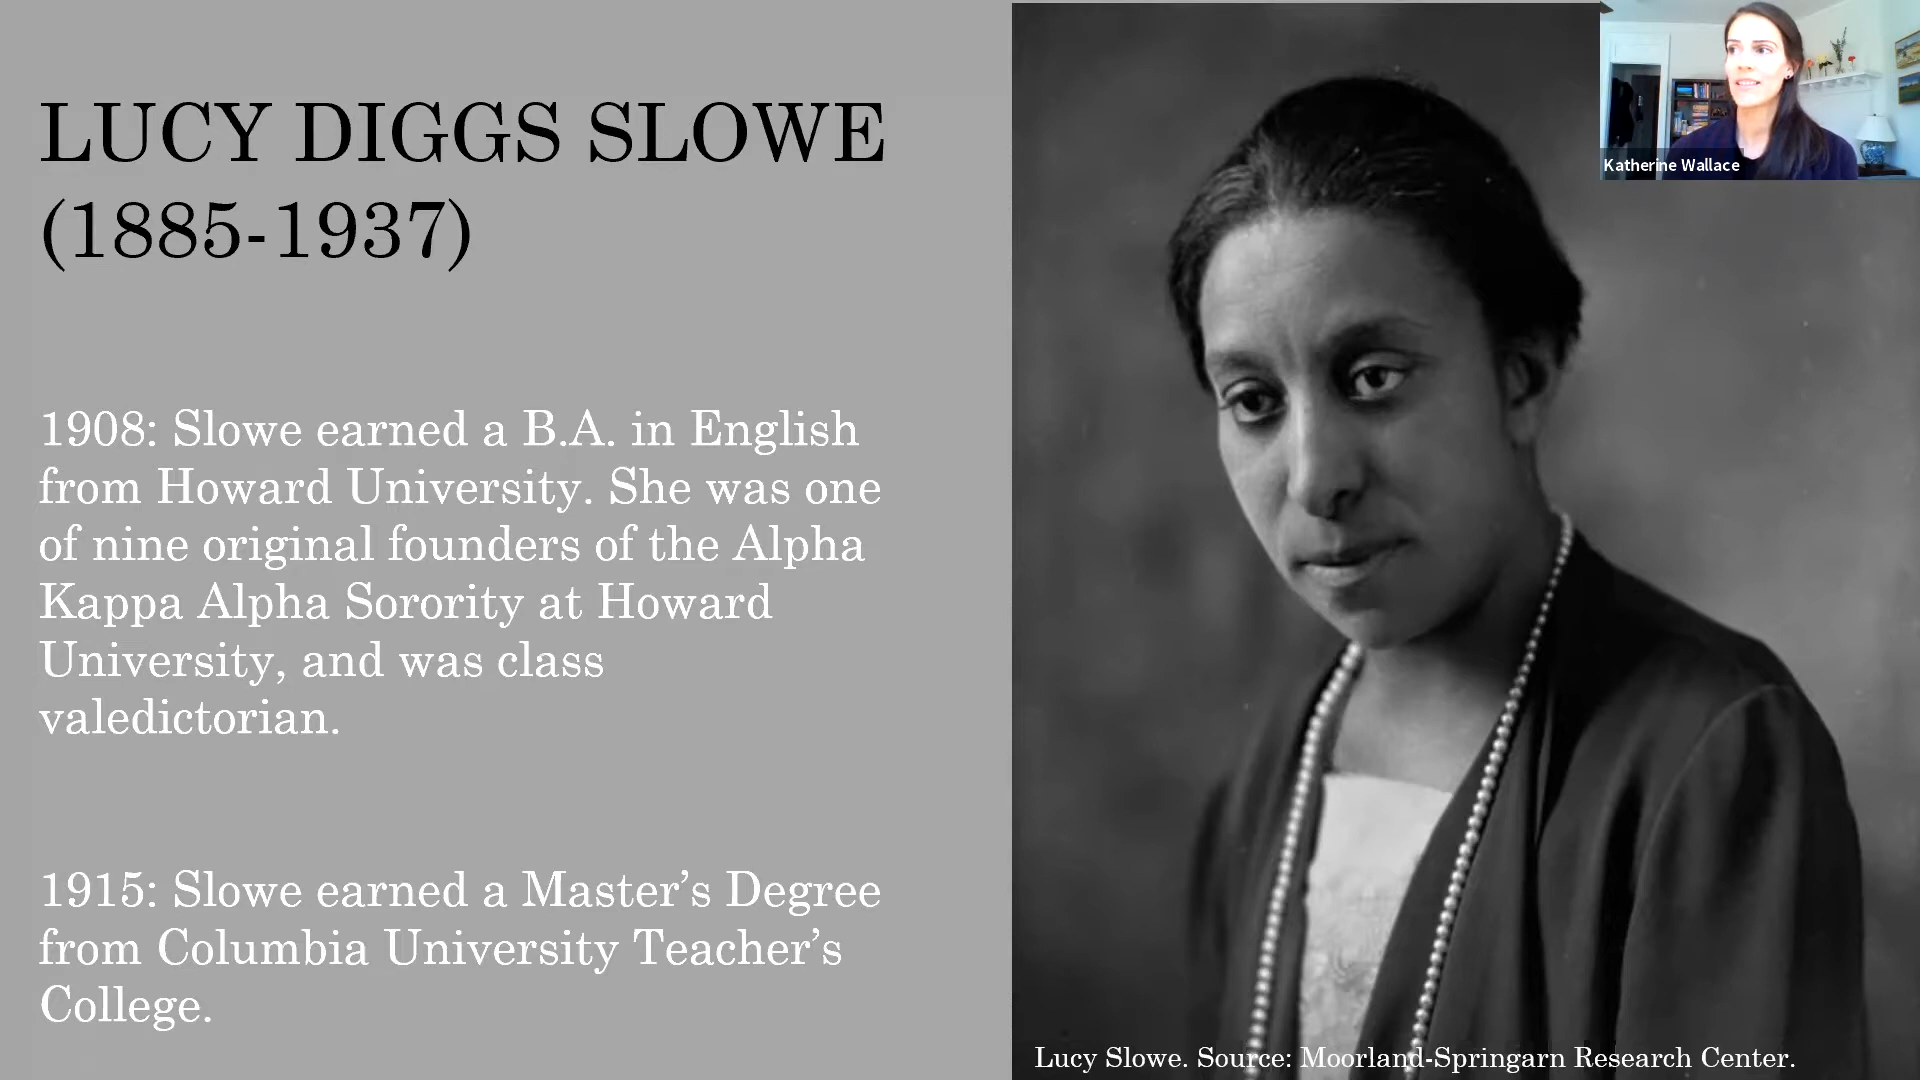 LUCY DIGGS SLOWE
(1885-1937)
1908: Slowe earned a B.A. in English
from Howard University. She was one
of nine original founders of the Alpha
Kappa Alpha Sorority at Howard
University, and was class
valedictorian.
1915: Slowe earned a Master’s Degree
from Columbia University Teacher’s
College.
Katherine Wallace
Lucy Slowe. Source: Moorland-Springarn Research Center.